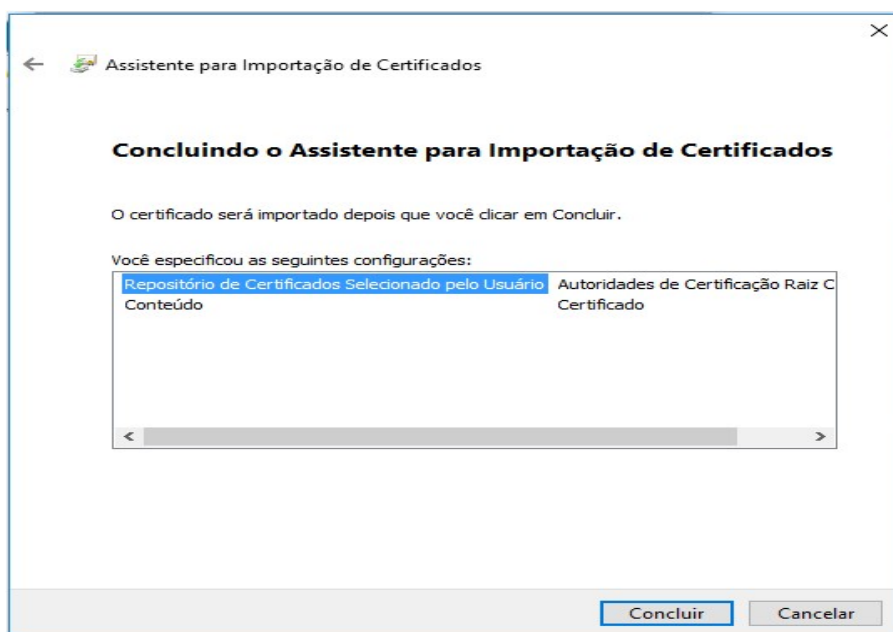 Assistente para Importação de Certificados
Concluindo o Assistente para Importação de Certificados
O certificado será importado depois que você clicar em Concluir.
Você especificou as seguintes configurações:
Repositório de Certificados Selecionado pelo Usuário Autoridades de Certificação Raiz C
Conteúdo Certificado
Concluir Cancelar